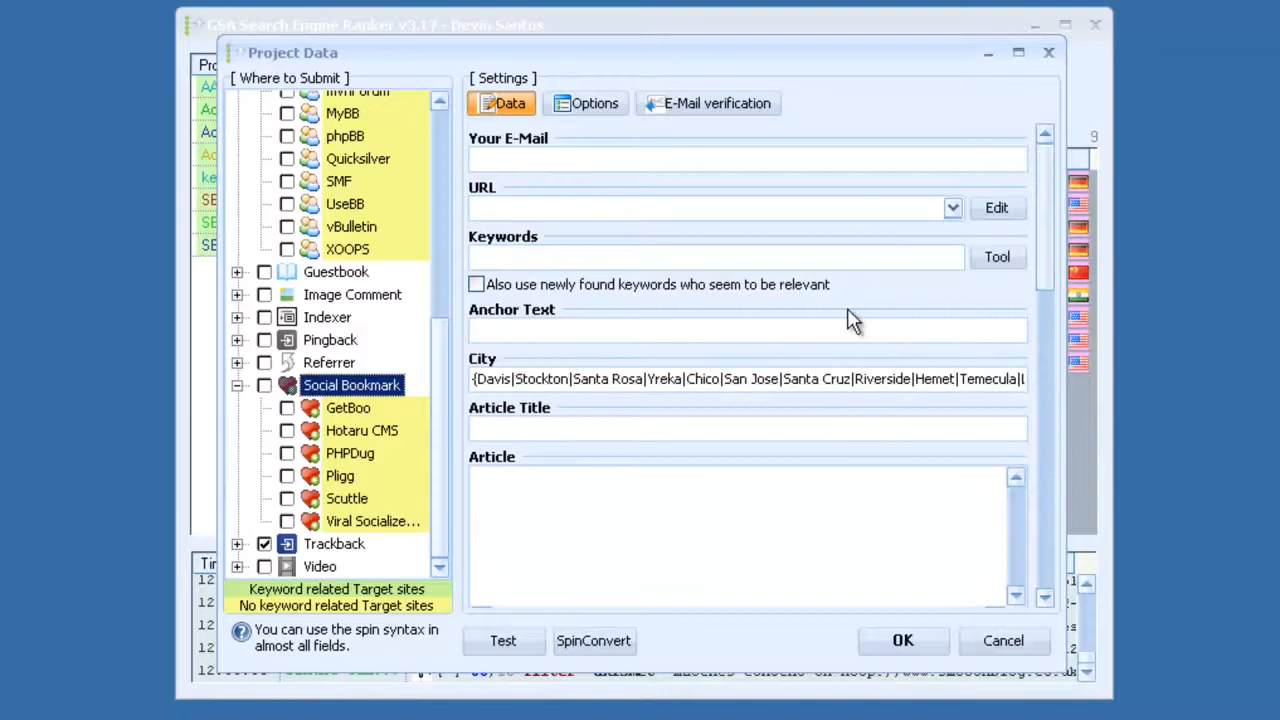 GSA Search Engine Ranker v3.17 - Devin Santos
Project Data
[ Where to Submit ]
[ Settings ]
Data
Options
E-Mail verification
MyBB
phpBB
Quicksilver
SMF
UseBB
vBulletin
XOOPS
Guestbook
Image Comment
Indexer
Pingback
Referrer
Social Bookmark
GetBoo
Hotaru CMS
PHPDug
Pligg
Scuttle
Viral Socialize...
Trackback
Video
Keyword related Target sites
No keyword related Target sites
You can use the spin syntax in
almost all fields.
Your E-Mail
URL
Edit
Keywords
Tool
Also use newly found keywords who seem to be relevant
Anchor Text
City
{Davis|Stockton|Santa Rosa|Yreka|Chico|San Jose|Santa Cruz|Riverside|Hemet|Temecula|L
Article Title
Article
Test
SpinConvert
OK
Cancel